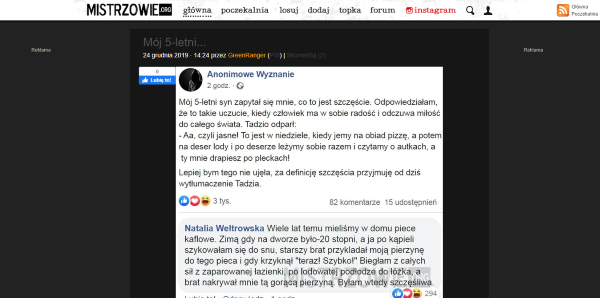 MISTRZOWIE.ORG
główna poczekalnia losuj dodaj topka forum instagram
Główna
Poczekalnia
Reklama
Reklama
Mój 5-letni...
24 grudnia 2019 - 14:24 przez GreenRanger
0
Lubię to!
Anonimowe Wyznanie
2 godz.
Mój 5-letni syn zapytał się mnie, co to jest szczęście. Odpowiedziałam,
że to takie uczucie, kiedy człowiek ma w sobie radość i odczuwa miłość
do całego świata. Tadzio odparł:
- Aa, czyli jasne! To jest w niedziele, kiedy jemy na obiad pizzę, a potem
na deser lody i po deserze leżymy sobie razem i czytamy o autkach, a
ty mnie drapiesz po pleckach!
Lepiej bym tego nie ujęła, za definicję szczęścia przyjmuję od dziś
wytłumaczenie Tadzia.
3 tys.
82 komentarze 15 udostępnień
Natalia Weltrowska Wiele lat temu mieliśmy w domu piece
kaflowe. Zimą gdy na dworze było-20 stopni, a ja po kąpieli
szykowałam się do snu, starszy brat przykładał moją pierzynę
do tego pieca i gdy krzyknął "teraz! Szybko!" Biegłam z całych
sił z zaparowanej łazienki, po lodowatej podłodze do łóżka, a
brat nakrywał mnie tą gorącą pierzyną. Byłam wtedy szczęśliwa.
294